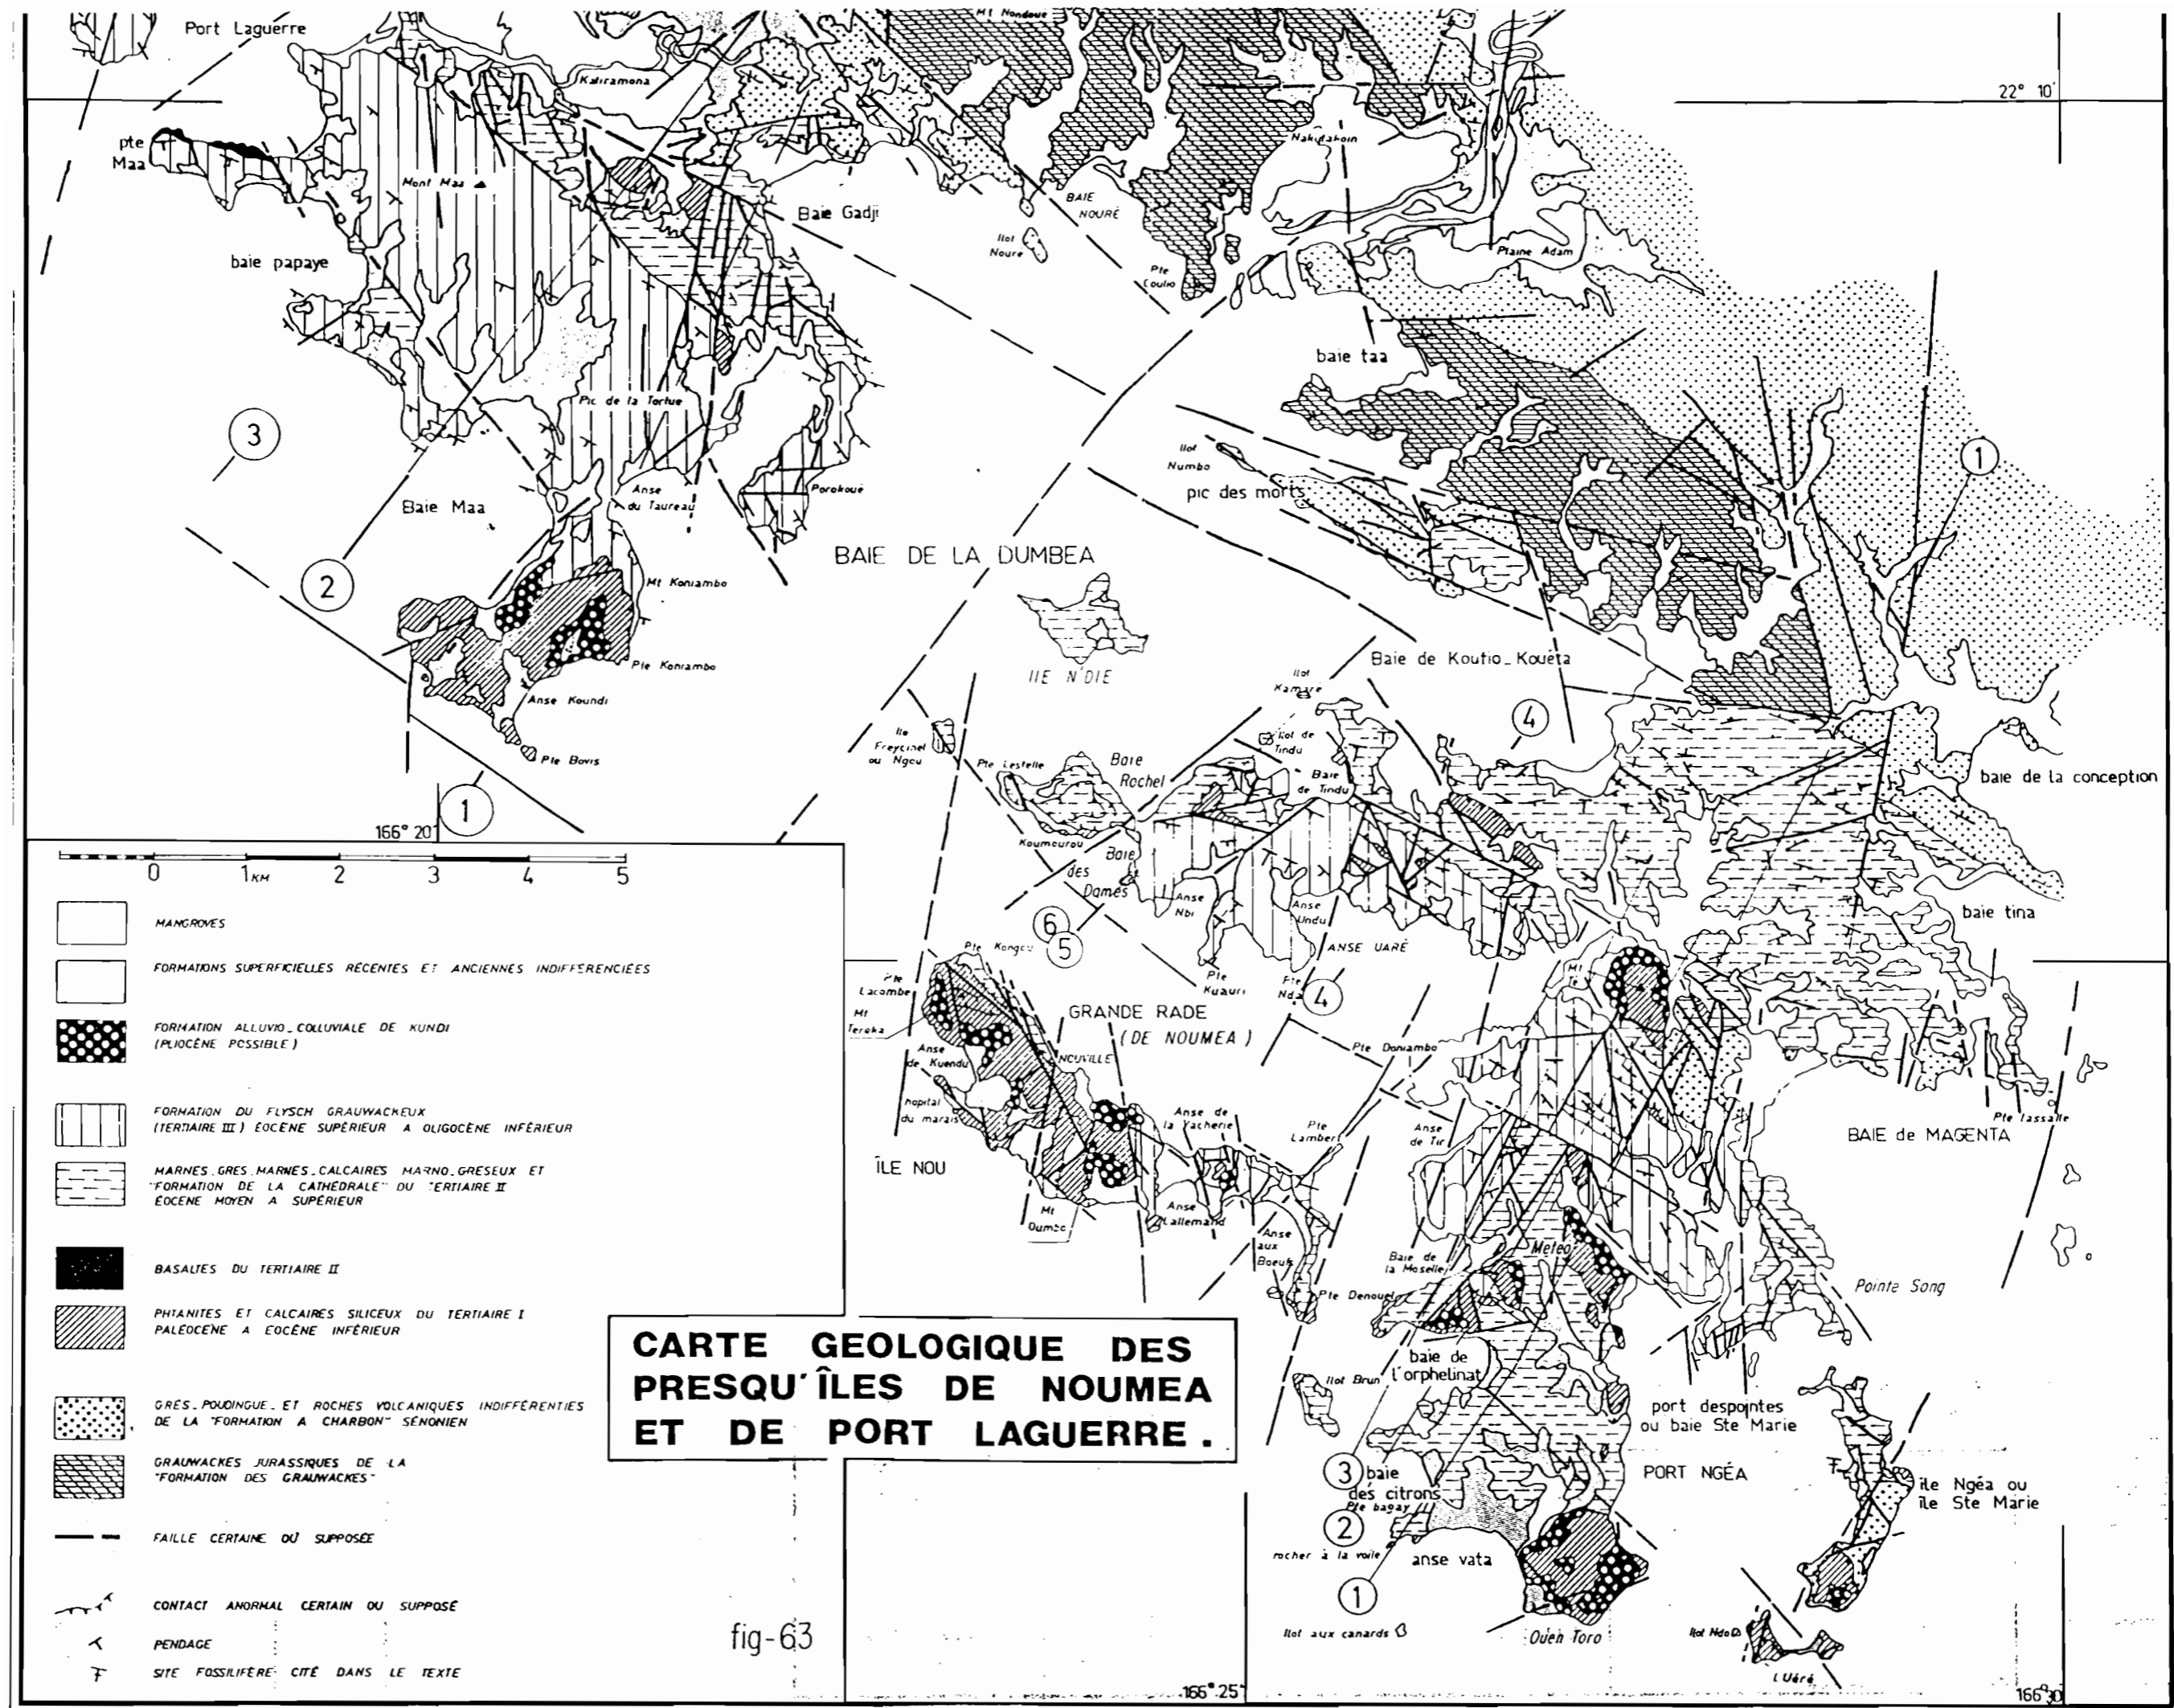 Port Laguerre
Mt Nondoue
Katiramona
22° 10'
pte
Maa
Mont Maa
Nakutakoin
Baie Gadji
BAIE
NOURÉ
Ilot
Noure
baie papaye
Plaine Adam
Pte
Coulio
baie taa
Pic de la Tortue
3
1
Ilot
Numbo
pic des morts
Baie Maa
Anse
du Taureau
Porokoué
BAIE DE LA DUMBEA
2
Mt Koniambo
Baie de Koutio_Kouéta
Pte Koniambo
ILE N'DIE
Ilot
Kamare
Anse Koundi
4
Ile
Freycinel
ou Ngou
Ilot de
Tindu
Pte Bovis
Pte Lestelle
Baie
Rochel
Baie
de Tindu
baie de la conception
1
166° 20'
Koumourou
Baie
des
Dames
Anse
Nbi
Anse
Undu
baie tina
6
5
ANSE UARÉ
Pte Kongou
Pte
Kuauri
Pte
Nda
4
Mt
Te
Pte
Lacombe
Mt
Tereka
GRANDE RADE
(DE NOUMEA)
Pte Doniambo
Anse
de Kuendu
NOUVILLE
hopital
du marais
Anse de
la Vacherie
Pte
Lambert
Anse
de Tir
Pte lassalle
BAIE de MAGENTA
ÎLE NOU
Mt
Oumbo
Anse
Lallemand
Anse
aux
Boeufs
Baie de
la Moselle
Meteo
Pointe Song
Pte Denouel
baie de
l'orphelinat
Ilot Brun
port despointes
ou baie Ste Marie
3
baie
des citrons
Pte bagay
PORT NGÉA
île Ngéa ou
île Ste Marie
2
rocher à la voile
anse vata
1
Ilot aux canards
Ouen Toro
Ilot Ndo
I. Uéré
166° 25'
166° 30
0 1 KM 2 3 4 5
MANGROVES
FORMATIONS SUPERFICIELLES RÉCENTES ET ANCIENNES INDIFFÉRENCIÉES
FORMATION ALLUVIO_COLLUVIALE DE KUNDI
(PLIOCÈNE POSSIBLE)
FORMATION DU FLYSCH GRAUWACKEUX
(TERTIAIRE III) ÉOCÈNE SUPÉRIEUR A OLIGOCÈNE INFÉRIEUR
MARNES_GRES_MARNES_CALCAIRES MARNO_GRESEUX ET
"FORMATION DE LA CATHÉDRALE" DU TERTIAIRE II
ÉOCÈNE MOYEN A SUPÉRIEUR
BASALTES DU TERTIAIRE II
PHTANITES ET CALCAIRES SILICEUX DU TERTIAIRE I
PALÉOCÈNE A EOCÈNE INFÉRIEUR
GRÉS_POUDINGUE_ET ROCHES VOLCANIQUES INDIFFÉRENTIES
DE LA "FORMATION A CHARBON" SÉNONIEN
GRAUWACKES JURASSIQUES DE LA
"FORMATION DES GRAUWACKES"
FAILLE CERTAINE OU SUPPOSÉE
CONTACT ANORMAL CERTAIN OU SUPPOSÉ
PENDAGE
SITE FOSSILIFÈRE CITÉ DANS LE TEXTE
CARTE GEOLOGIQUE DES
PRESQU'ÎLES DE NOUMEA
ET DE PORT LAGUERRE.
fig-63